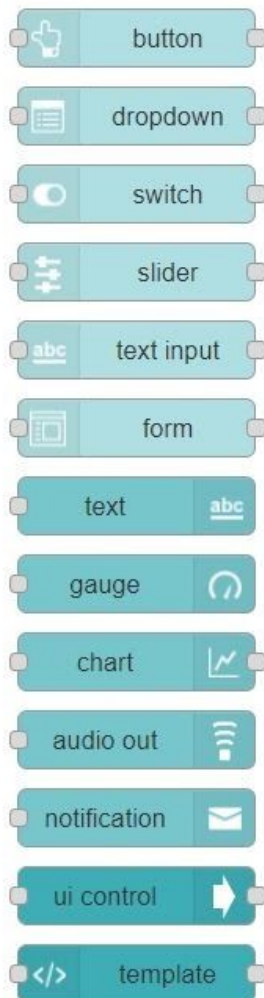 button
dropdown
switch
slider
abc text input
form
text abc
gauge
chart
audio out
notification
ui control
</> template